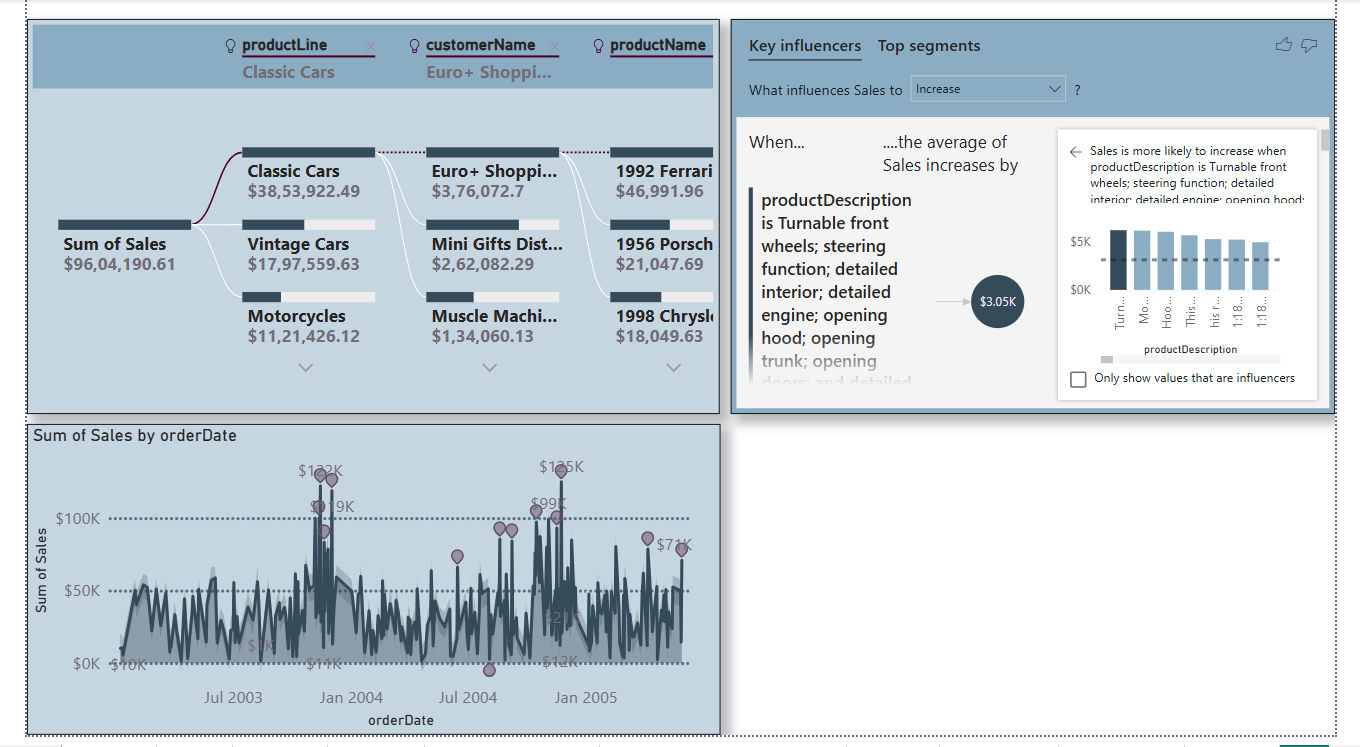 productLine
customerName
productName
Classic Cars
Euro+ Shoppi...
Classic Cars
$38,53,922.49
Euro+ Shoppi...
$3,76,072.7
1992 Ferrari
$46,991.96
Sum of Sales
$96,04,190.61
Vintage Cars
$17,97,559.63
Mini Gifts Dist...
$2,62,082.29
1956 Porsch
$21,047.69
Motorcycles
$11,21,426.12
Muscle Machi...
$1,34,060.13
1998 Chrysle
$18,049.63
Key influencers
Top segments
What influences Sales to
Increase
?
When...
....the average of
Sales increases by
productDescription
is Turnable front
wheels; steering
function; detailed
interior; detailed
engine; opening
hood; opening
trunk; opening
doors; and detailed
$3.05K
Sales is more likely to increase when
productDescription is Turnable front
wheels; steering function; detailed
interior; detailed engine; opening hood;
$5K
$0K
Turn...
Mo...
Hoo...
This...
his r...
1:18...
1:18...
productDescription
Only show values that are influencers
Sum of Sales by orderDate
Sum of Sales
$100K
$50K
$0K
$10K
$1K
$122K
$119K
$11K
$99K
$125K
$21K
$12K
$71K
Jul 2003
Jan 2004
Jul 2004
Jan 2005
orderDate